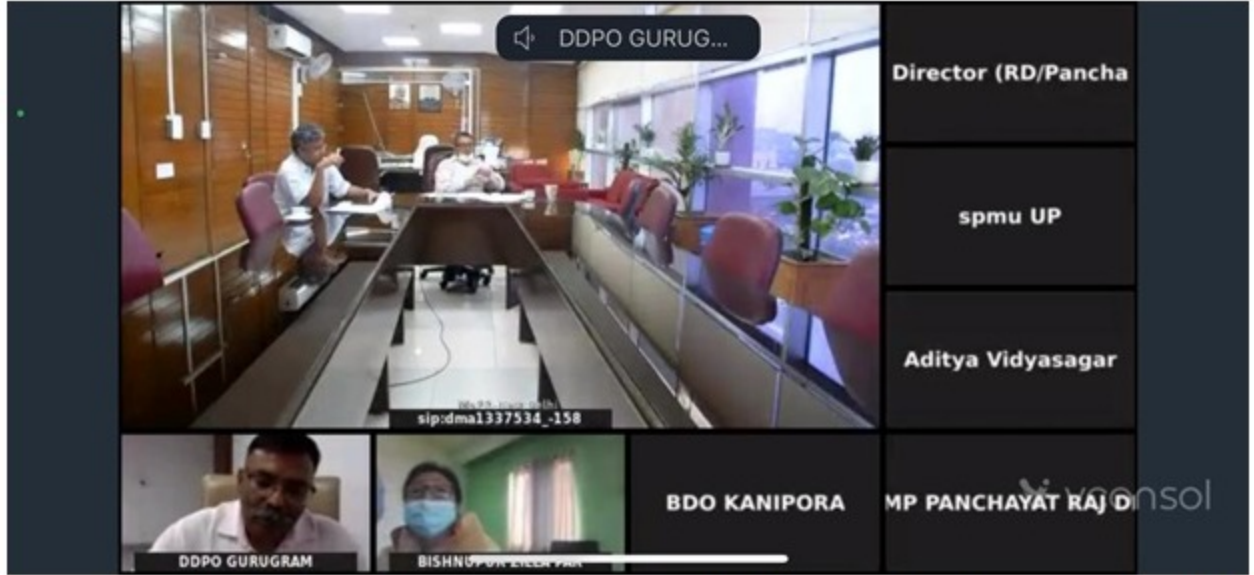 DDPO GURUG...
Director (RD/Pancha
spmu UP
Aditya Vidyasagar
sip:dma1337534_-158
DDPO GURUGRAM
BISHNUPUR ZILLA PAR
BDO KANIPORA
MP PANCHAYAT RAJ D